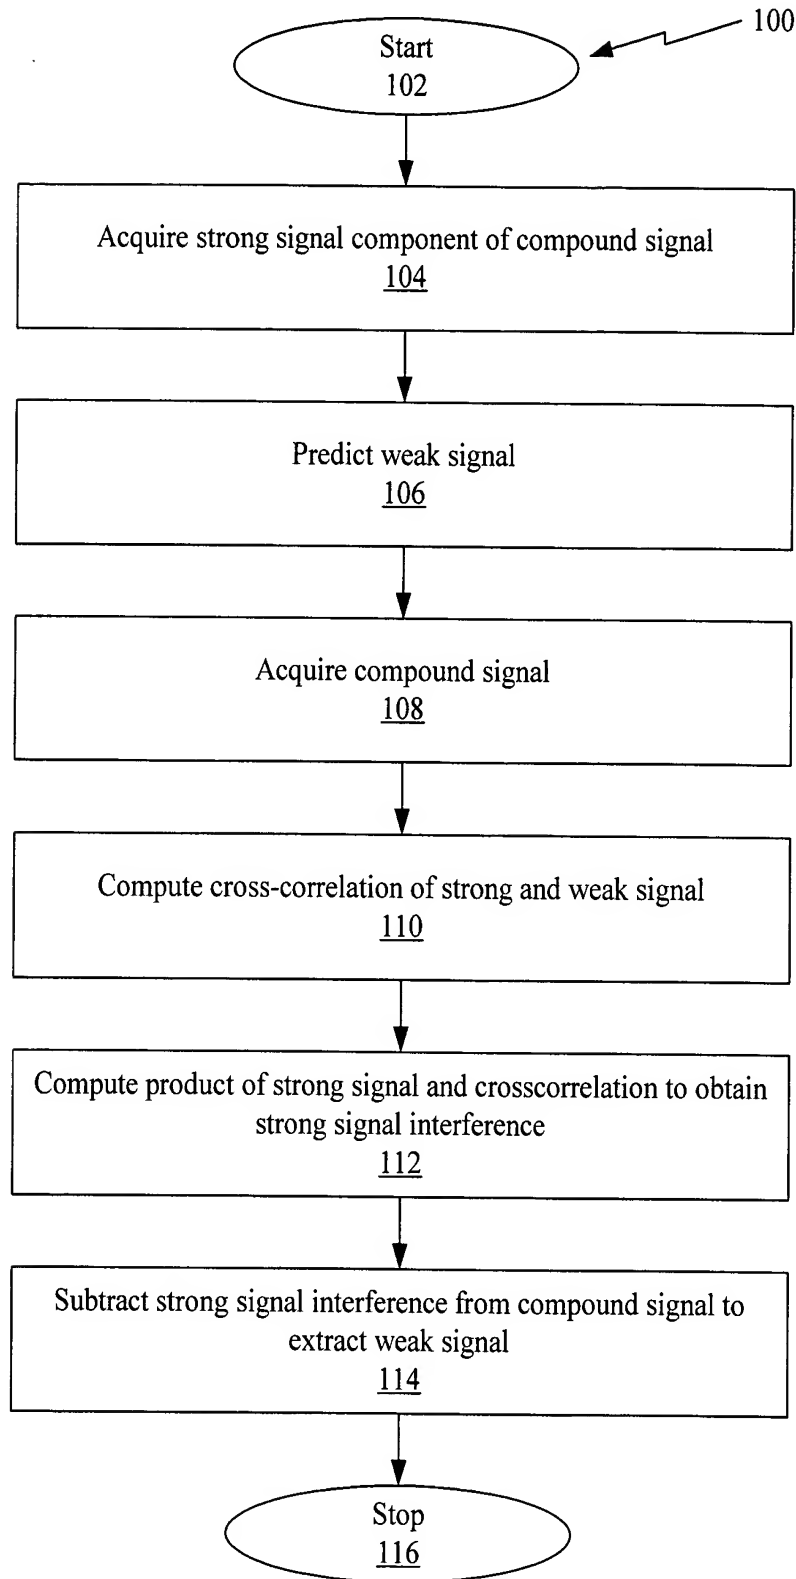 100
Start
102
Acquire strong signal component of compound signal
104
Predict weak signal
106
Acquire compound signal
108
Compute cross-correlation of strong and weak signal
110
Compute product of strong signal and crosscorrelation to obtain
strong signal interference
112
Subtract strong signal interference from compound signal to
extract weak signal
114
Stop
116